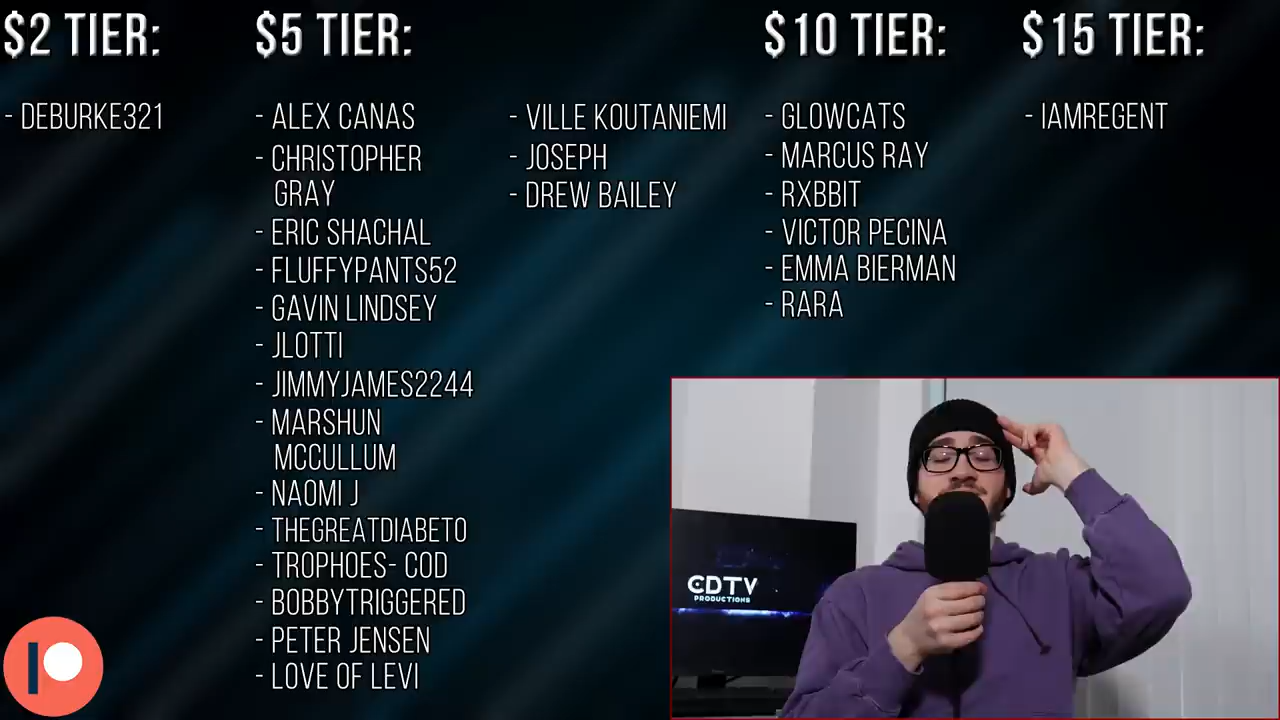 $2 TIER:
- DEBURKE321
$5 TIER:
- ALEX CANAS
- CHRISTOPHER
GRAY
- ERIC SHACHAL
- FLUFFYPANTS52
- GAVIN LINDSEY
- JLOTTI
- JIMMYJAMES2244
- MARSHUN
MCCULLUM
- NAOMI J
- THEGREATDIABETO
- TROPHOES- COD
- BOBBYTRIGGERED
- PETER JENSEN
- LOVE OF LEVI
- VILLE KOUTANIEMI
- JOSEPH
- DREW BAILEY
$10 TIER:
- GLOWCATS
- MARCUS RAY
- RXBBIT
- VICTOR PECINA
- EMMA BIERMAN
- RARA
$15 TIER:
- IAMREGENT
CDTV
PRODUCTIONS